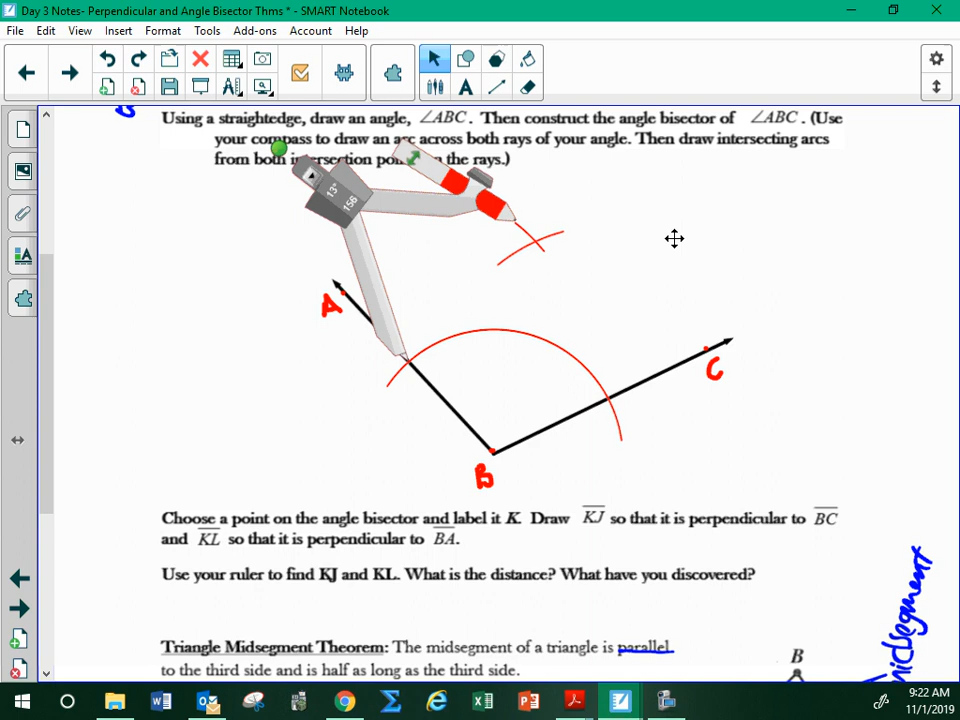 Day 3 Notes- Perpendicular and Angle Bisector Thms * - SMART Notebook
File Edit View Insert Format Tools Add-ons Account Help
Using a straightedge, draw an angle, ∠ABC. Then construct the angle bisector of ∠ABC. (Use
your compass to draw an arc across both rays of your angle. Then draw intersecting arcs
from both intersection the rays.)
13°
156
A
C
B
Choose a point on the angle bisector and label it K. Draw KJ so that it is perpendicular to BC
and KL so that it is perpendicular to BA.
Use your ruler to find KJ and KL. What is the distance? What have you discovered?
midsegment
Triangle Midsegment Theorem: The midsegment of a triangle is parallel
to the third side and is half as long as the third side.
B
9:22 AM
11/1/2019